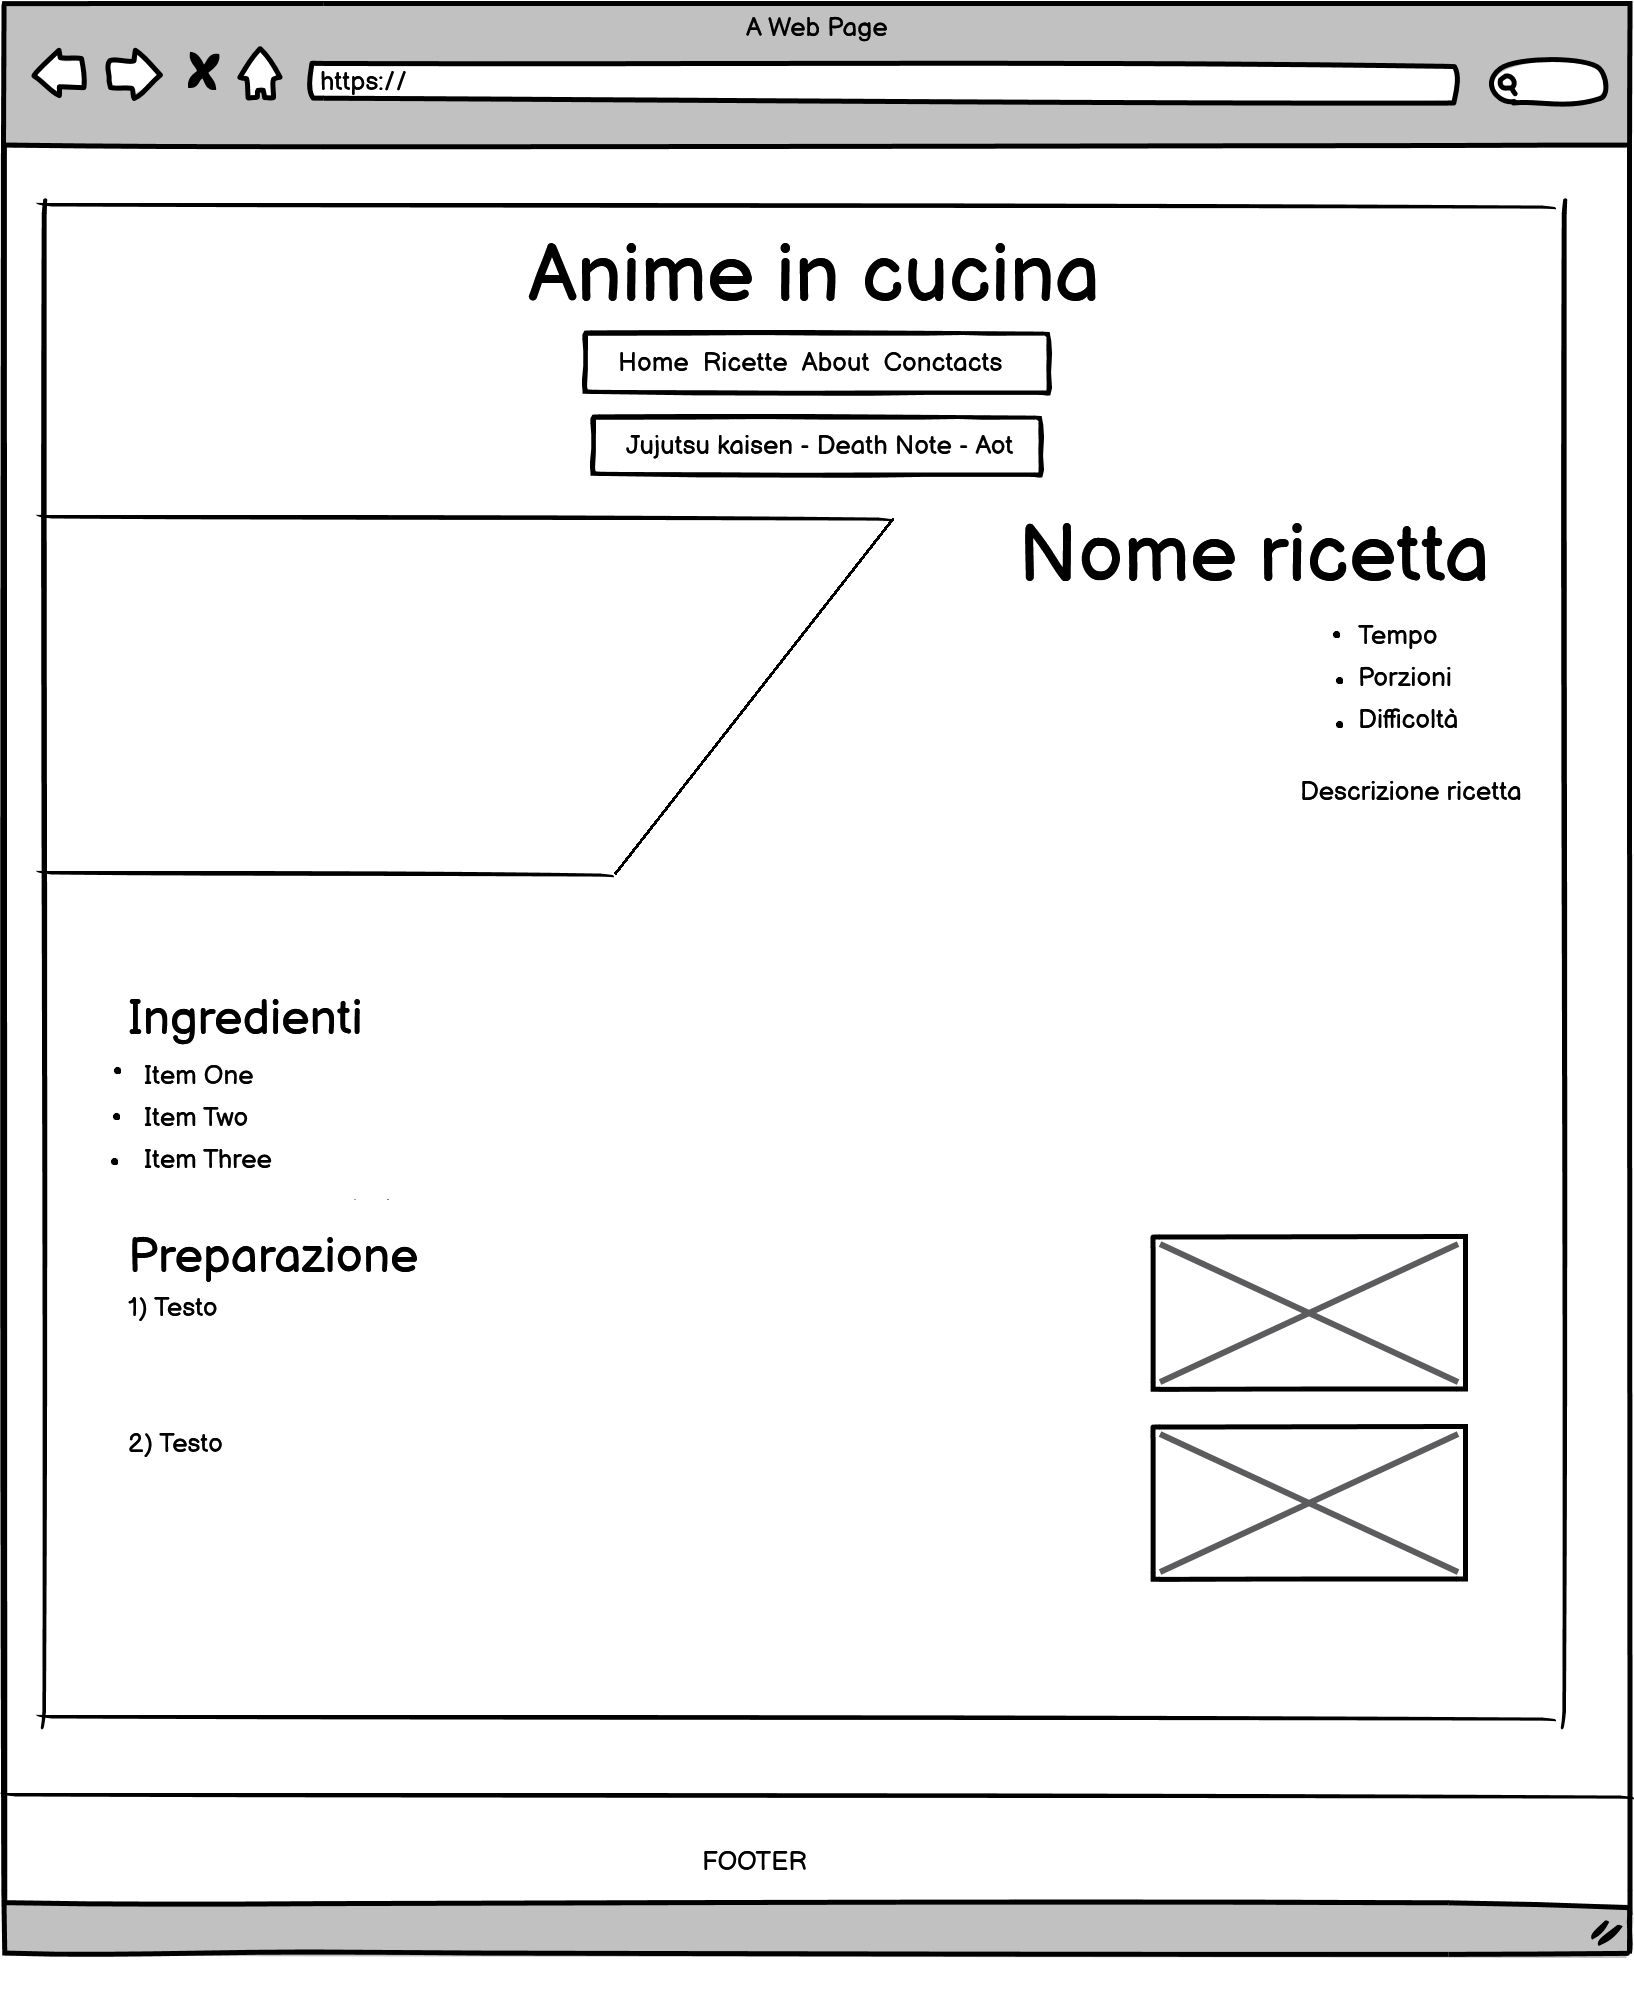 A Web Page
https://
Anime in cucina
Home Ricette About Conctacts
Jujutsu kaisen - Death Note - Aot
Nome ricetta
• Tempo
• Porzioni
• Difficoltà
Descrizione ricetta
Ingredienti
• Item One
• Item Two
• Item Three
Preparazione
1) Testo
2) Testo
FOOTER